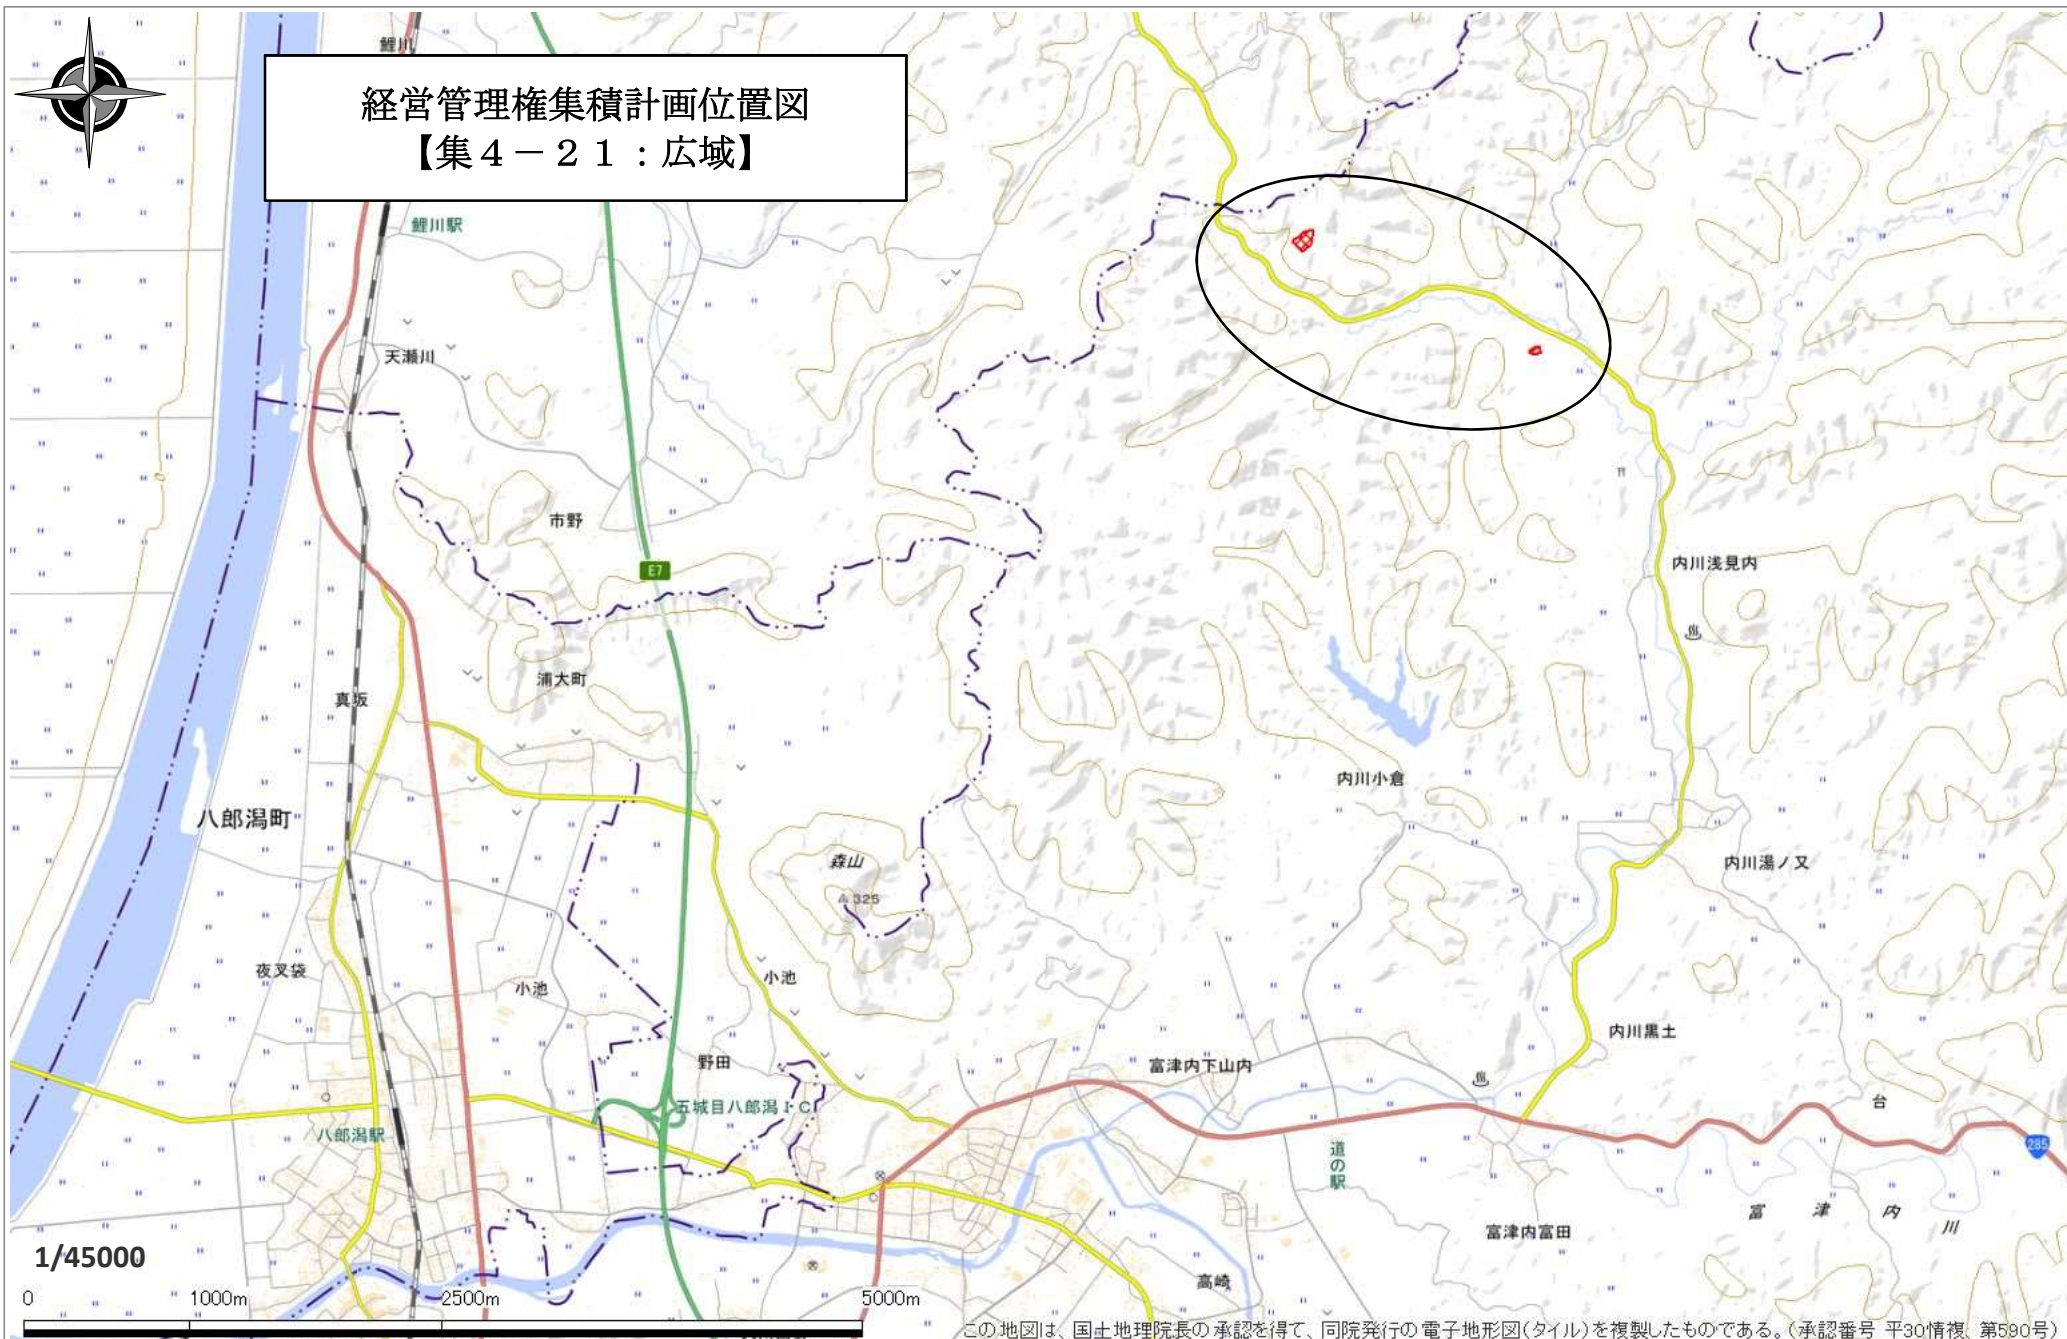 鯉川
経営管理権集積計画位置図
【集4－21：広域】
鯉川駅
天瀬川
市野
E7
内川浅見内
浦大町
真坂
内川小倉
八郎潟町
森山
325
内川湯ノ又
夜叉袋
小池
小池
内川黒土
野田
富津内下山内
五城目八郎潟I・C
台
八郎潟駅
道の駅
285
富津内川
富津内富田
高崎
1/45000
0 1000m 2500m 5000m
この地図は、国土地理院長の承認を得て、同院発行の電子地形図(タイル)を複製したものである。(承認番号 平30情複 第590号)